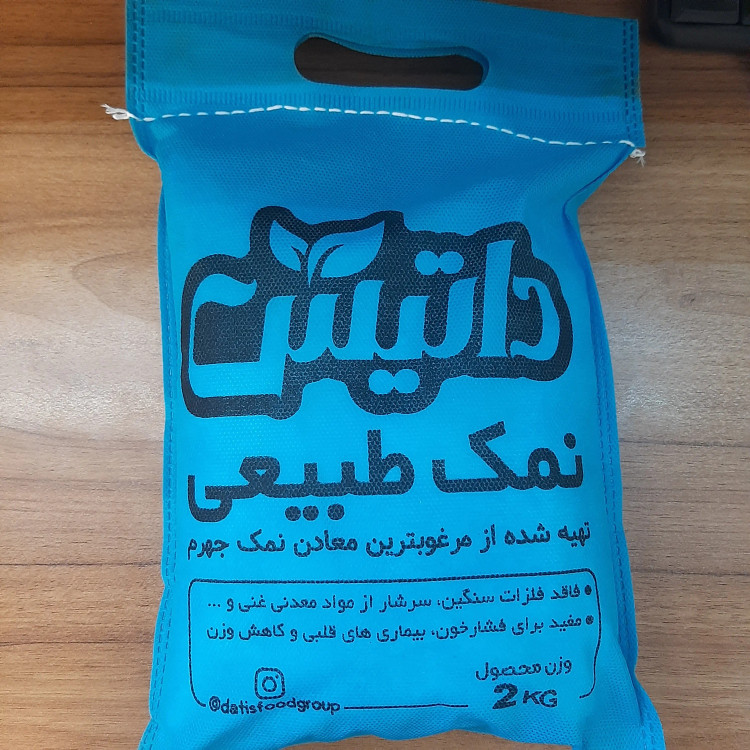 داتیس
نمک طبیعی
تهیه شده از مرغوبترین معادن نمک جهرم
• فاقد فلزات سنگین، سرشار از مواد معدنی غنی و ...
• مفید برای فشارخون، بیماری های قلبی و کاهش وزن
وزن محصول
2 KG
@datisfoodgroup